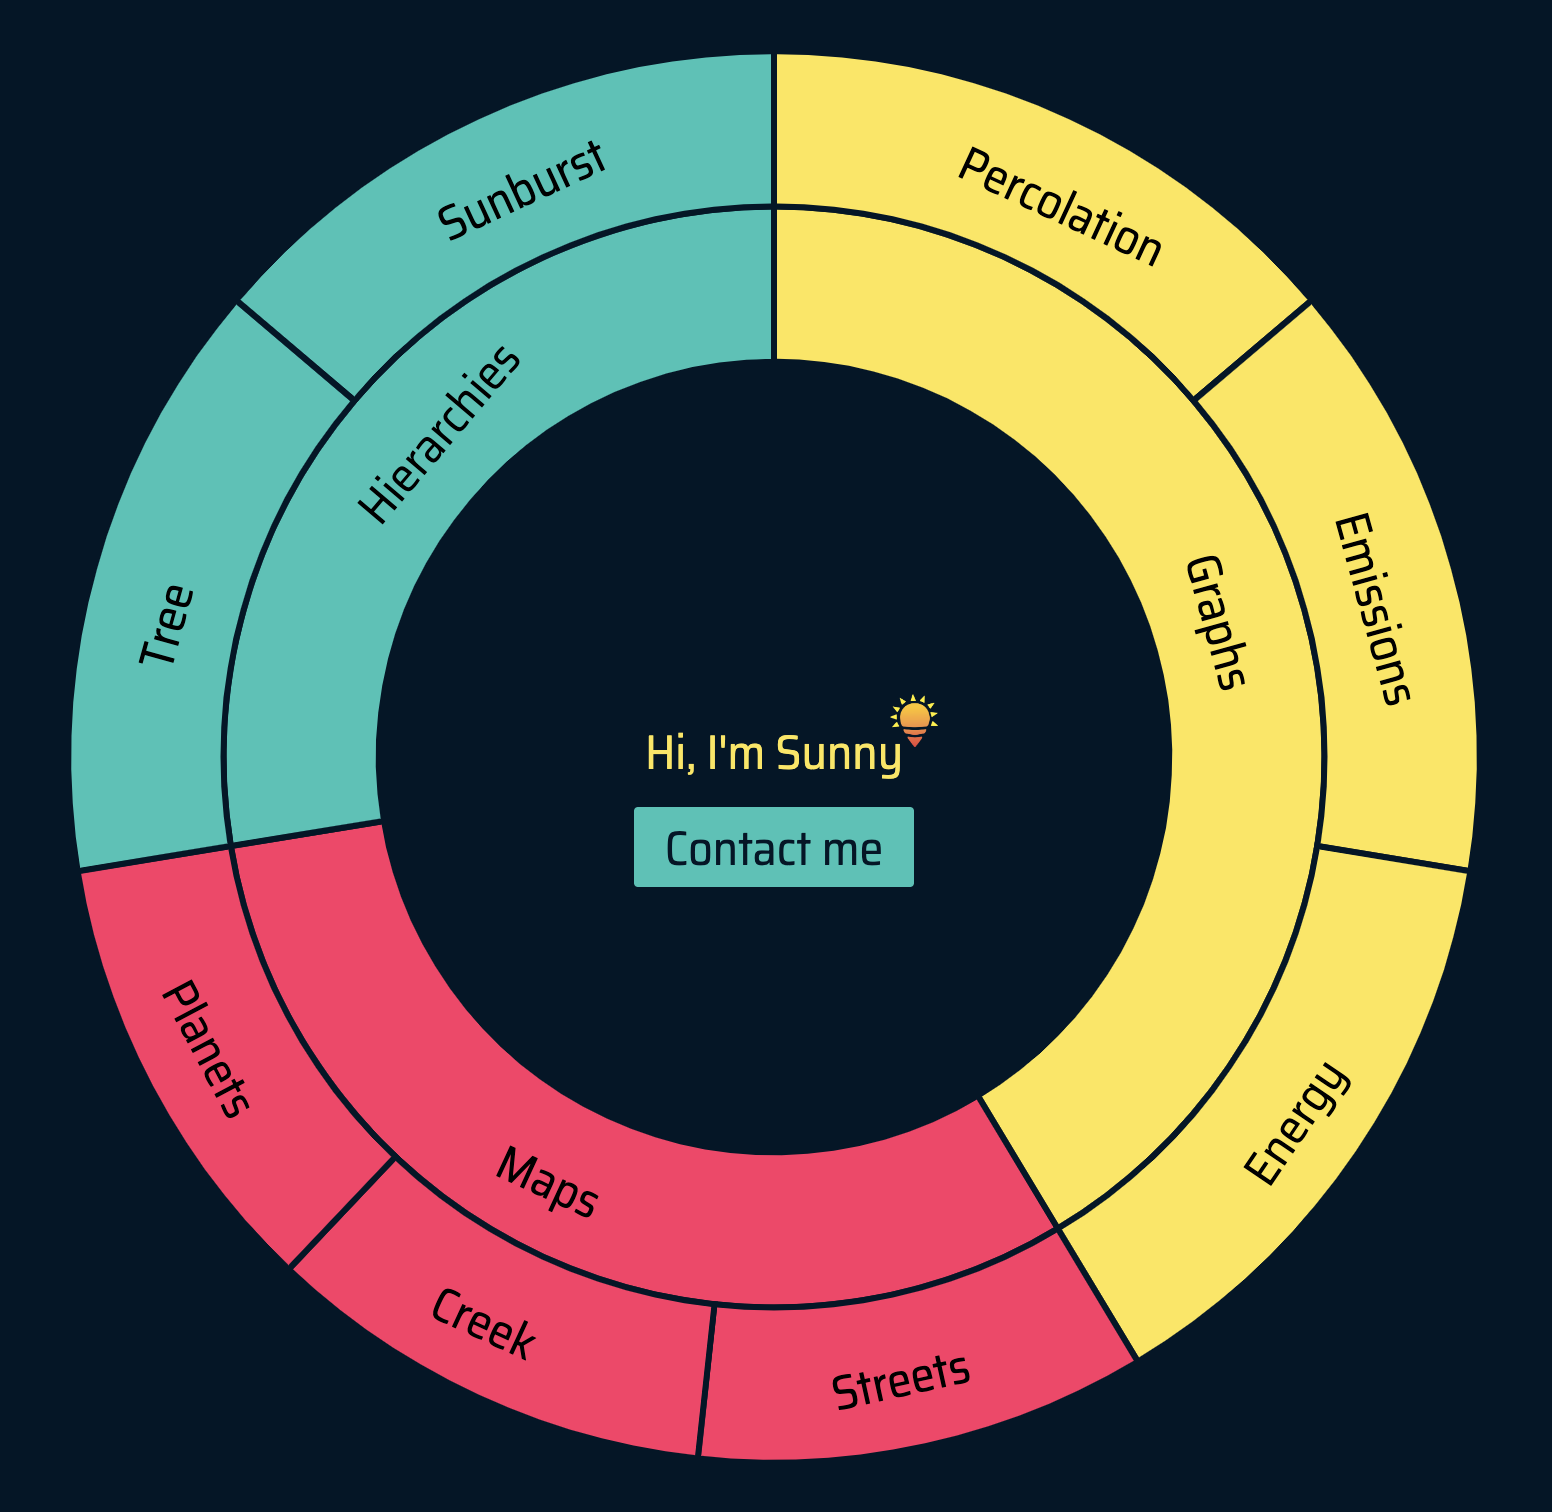 Sunburst
Percolation
Hierarchies
Graphs
Emissions
Tree
Hi, I'm Sunny
Contact me
Planets
Energy
Maps
Creek
Streets